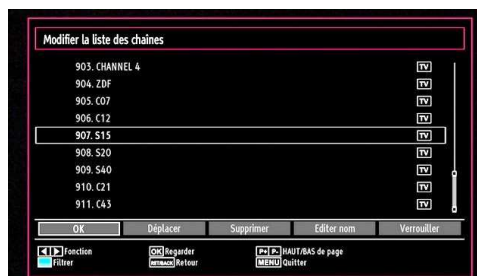 Modifier la liste des chaînes
903. CHANNEL 4 TV
904. ZDF TV
905. C07 TV
906. C12 TV
907. S15 TV
908. S20 TV
909. S40 TV
910. C21 TV
911. C43 TV
OK Déplacer Supprimer Editer nom Verrouiller
Fonction OK Regarder P+ P- HAUT/BAS de page
Filtrer RET/BACK Retour MENU Quitter